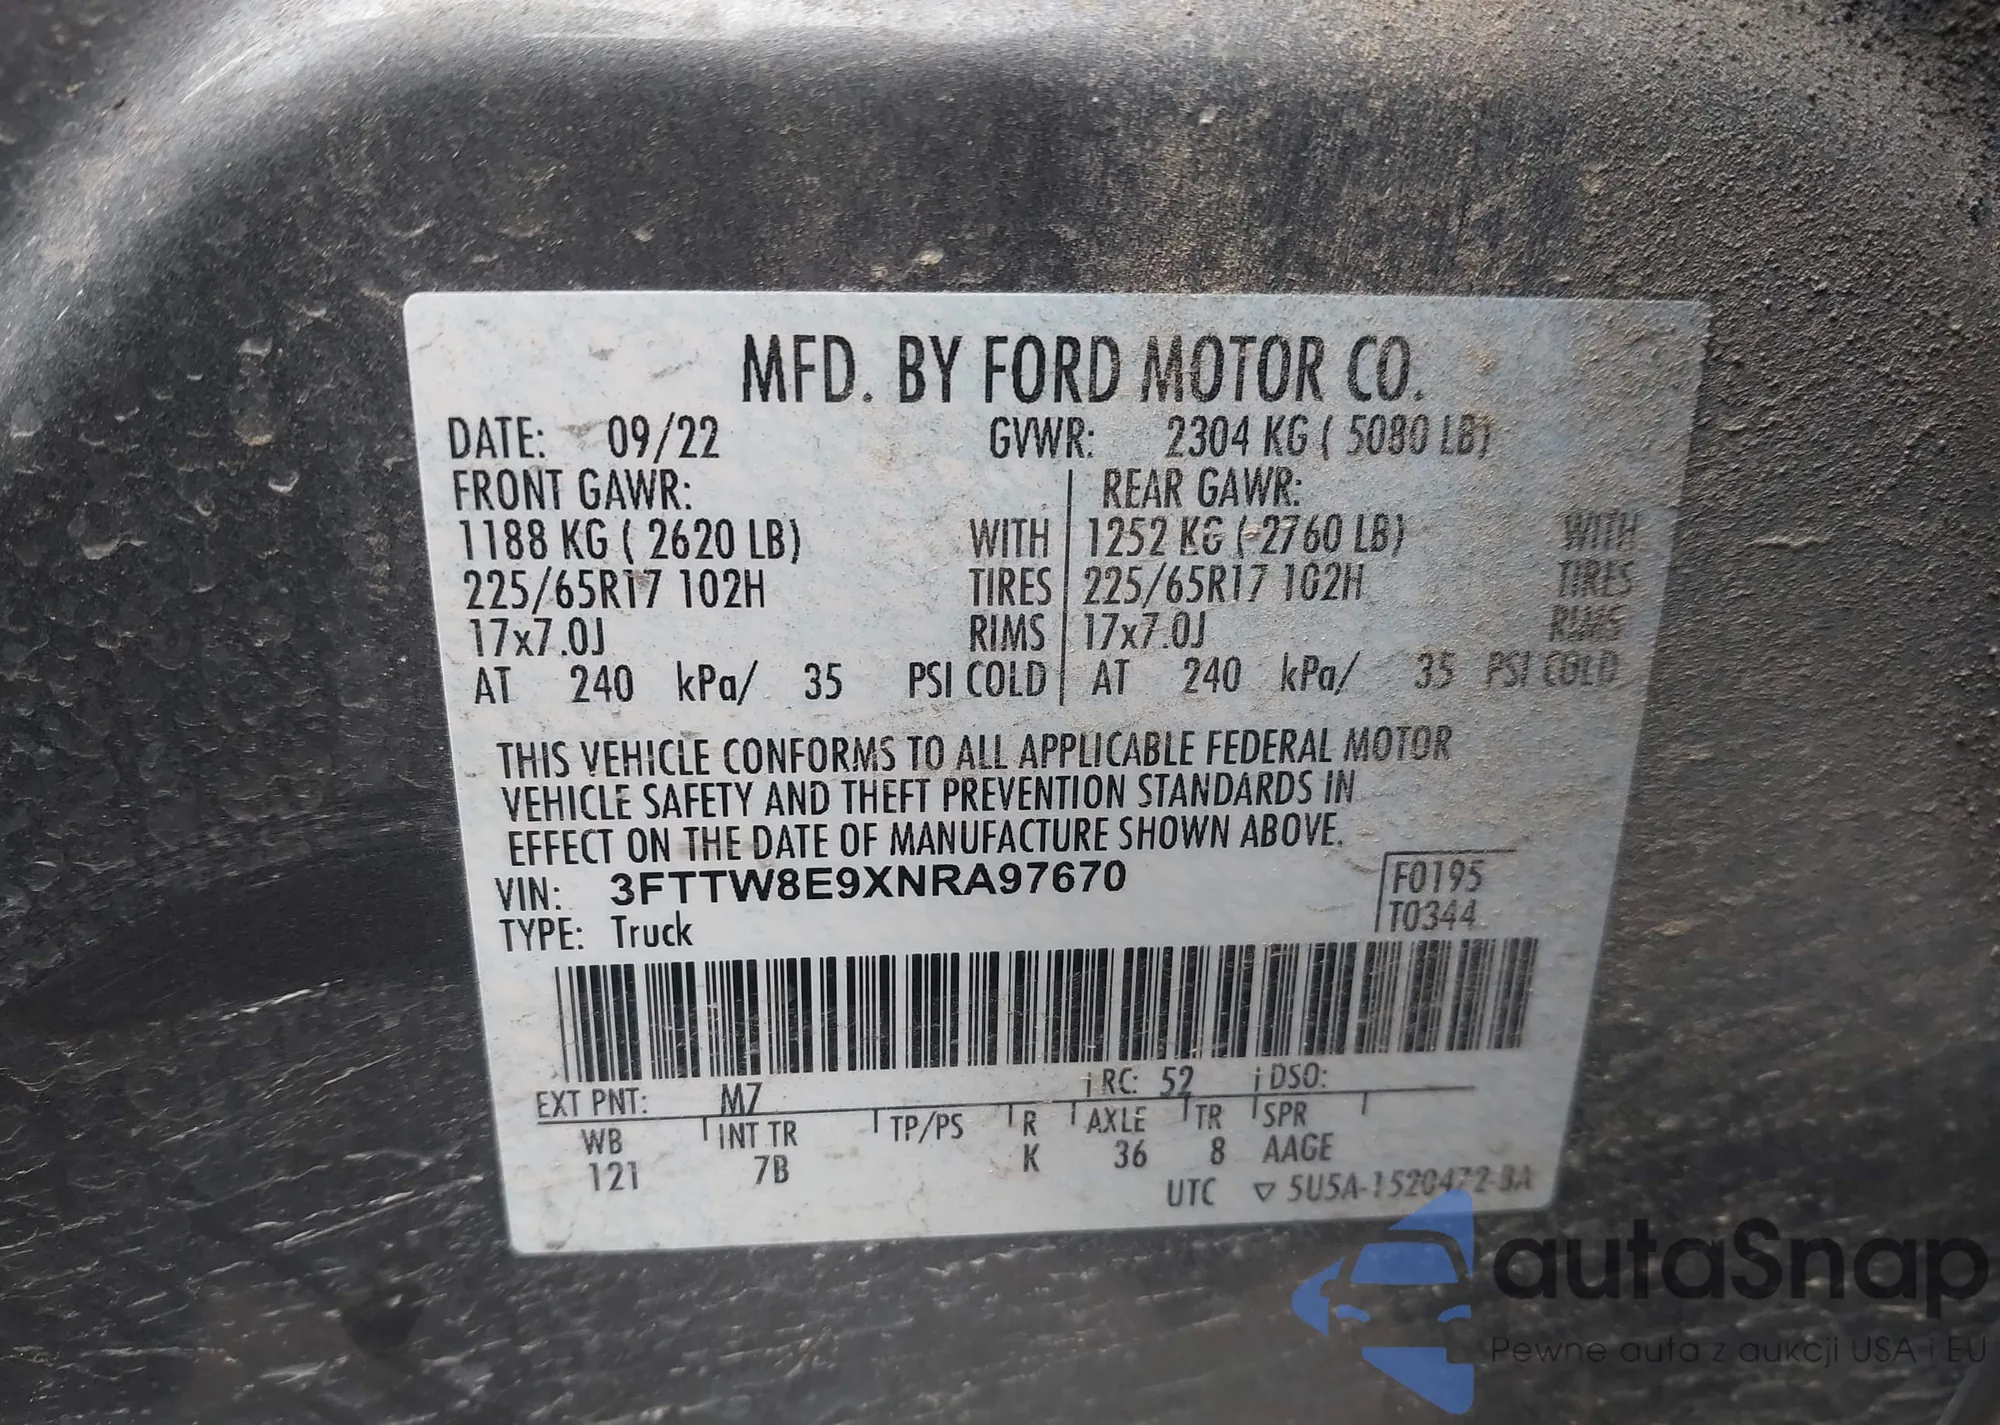 MFD. BY FORD MOTOR CO.
DATE: 09/22 GVWR: 2304 KG ( 5080 LB)
FRONT GAWR: REAR GAWR:
1188 KG ( 2620 LB) WITH 1252 KG ( 2760 LB) WITH
225/65R17 102H TIRES 225/65R17 102H TIRES
17x7.0J RIMS 17x7.0J RIMS
AT 240 kPa/ 35 PSI COLD AT 240 kPa/ 35 PSI COLD
THIS VEHICLE CONFORMS TO ALL APPLICABLE FEDERAL MOTOR
VEHICLE SAFETY AND THEFT PREVENTION STANDARDS IN
EFFECT ON THE DATE OF MANUFACTURE SHOWN ABOVE.
VIN: 3FTTW8E9XNRA97670 F0195
TYPE: Truck T0344
EXT PNT: M7 RC: 52 DSO:
WB INT TR TP/PS R AXLE TR SPR
121 7B K 36 8 AAGE
UTC ▽ 5U5A-1520472-BA
autoSnap
Pewne auta z aukcji USA i EU